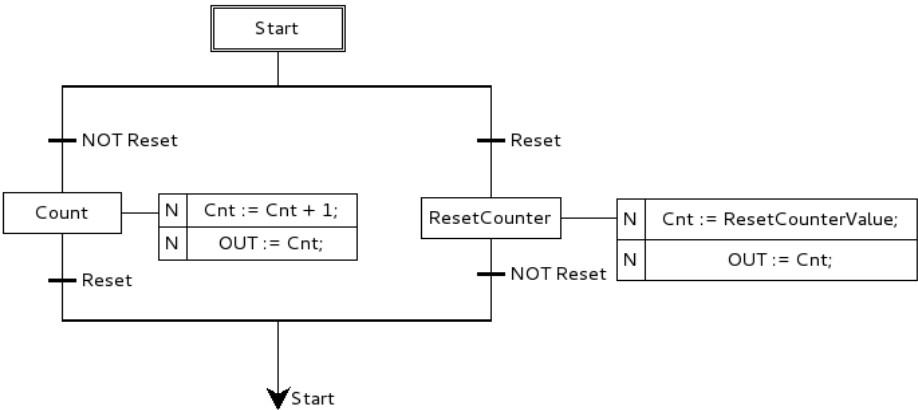 Start
NOT Reset
Reset
Count
N Cnt := Cnt + 1;
N OUT := Cnt;
ResetCounter
N Cnt := ResetCounterValue;
N OUT := Cnt;
Reset
NOT Reset
Start